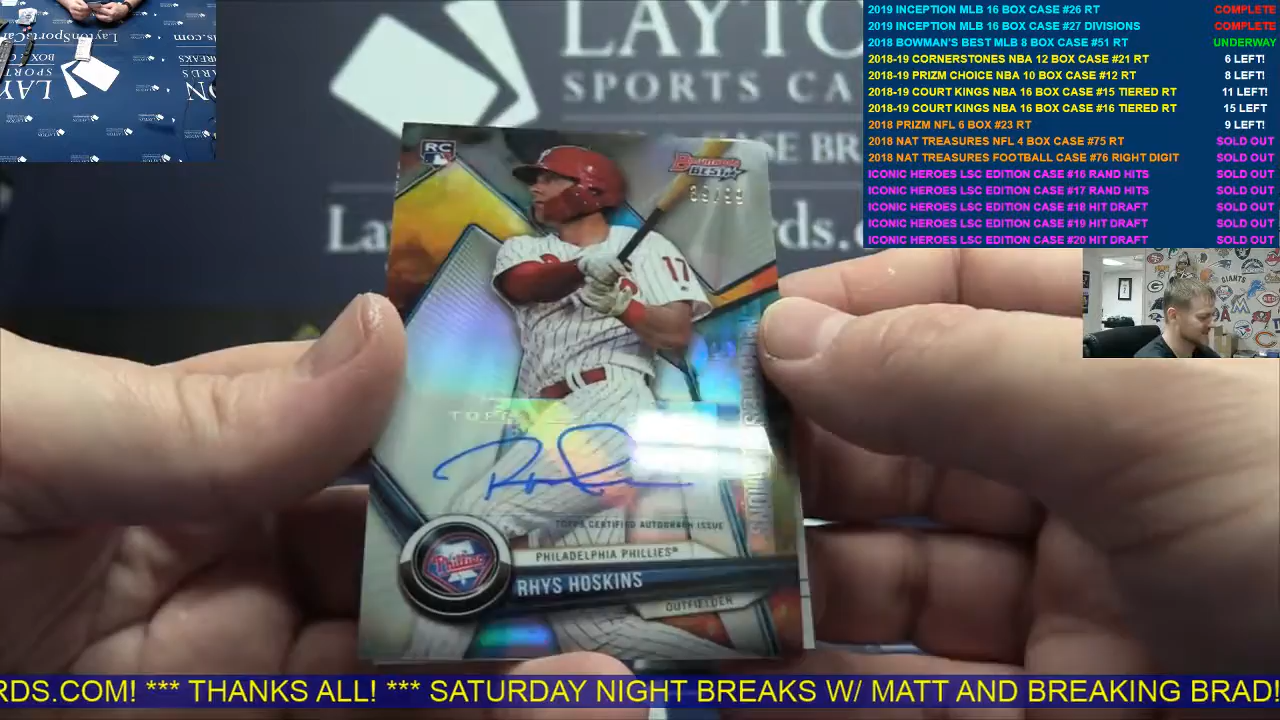 2019 INCEPTION MLB 16 BOX CASE #26 RT COMPLETE
2019 INCEPTION MLB 16 BOX CASE #27 DIVISIONS COMPLETE
2018 BOWMAN'S BEST MLB 8 BOX CASE #51 RT UNDERWAY
2018-19 CORNERSTONES NBA 12 BOX CASE #21 RT 6 LEFT!
2018-19 PRIZM CHOICE NBA 10 BOX CASE #12 RT 8 LEFT!
2018-19 COURT KINGS NBA 16 BOX CASE #15 TIERED RT 11 LEFT!
2018-19 COURT KINGS NBA 16 BOX CASE #16 TIERED RT 15 LEFT
2018 PRIZM NFL 6 BOX #23 RT 9 LEFT!
2018 NAT TREASURES NFL 4 BOX CASE #75 RT SOLD OUT
2018 NAT TREASURES FOOTBALL CASE #76 RIGHT DIGIT SOLD OUT
ICONIC HEROES LSC EDITION CASE #16 RAND HITS SOLD OUT
ICONIC HEROES LSC EDITION CASE #17 RAND HITS SOLD OUT
ICONIC HEROES LSC EDITION CASE #18 HIT DRAFT SOLD OUT
ICONIC HEROES LSC EDITION CASE #19 HIT DRAFT SOLD OUT
ICONIC HEROES LSC EDITION CASE #20 HIT DRAFT SOLD OUT
LAYTO
SPORTS CA
BRE
La
rds.c
RC
BOWMAN'S BEST
17
TOPPS CERTIFIED AUTOGRAPH ISSUE
Phillies
PHILADELPHIA PHILLIES®
RHYS HOSKINS
OUTFIELDER
RDS.COM! *** THANKS ALL! *** SATURDAY NIGHT BREAKS W/ MATT AND BREAKING BRAD!